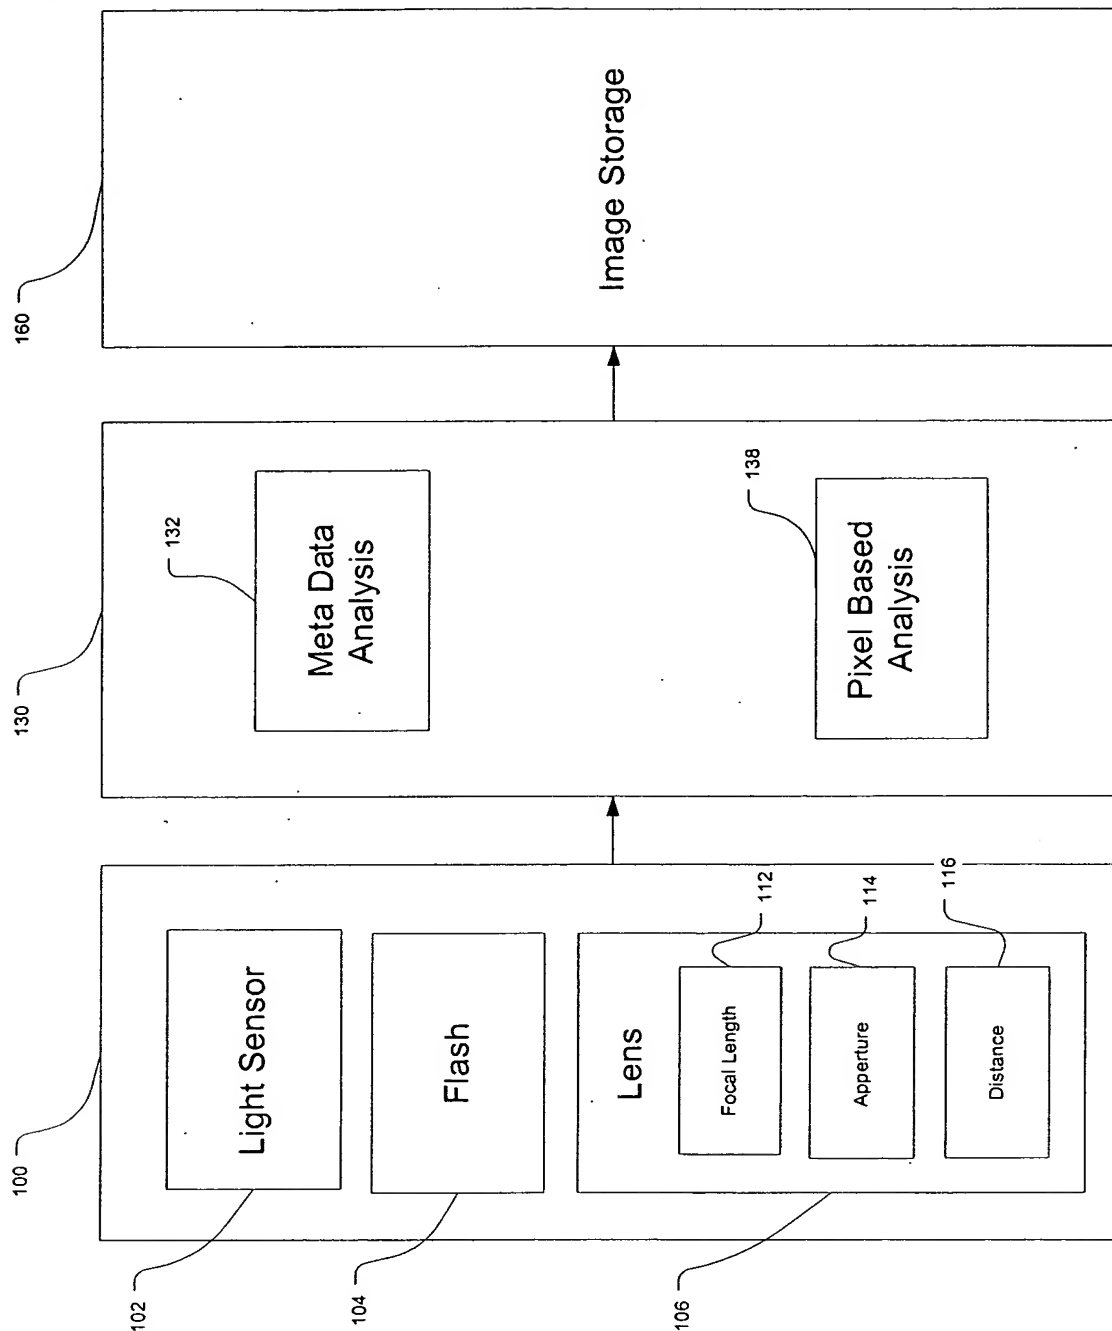 100
102
Light Sensor
104
Flash
106
Lens
112
Focal Length
114
Apperture
116
Distance
130
132
Meta Data
Analysis
138
Pixel Based
Analysis
160
Image Storage